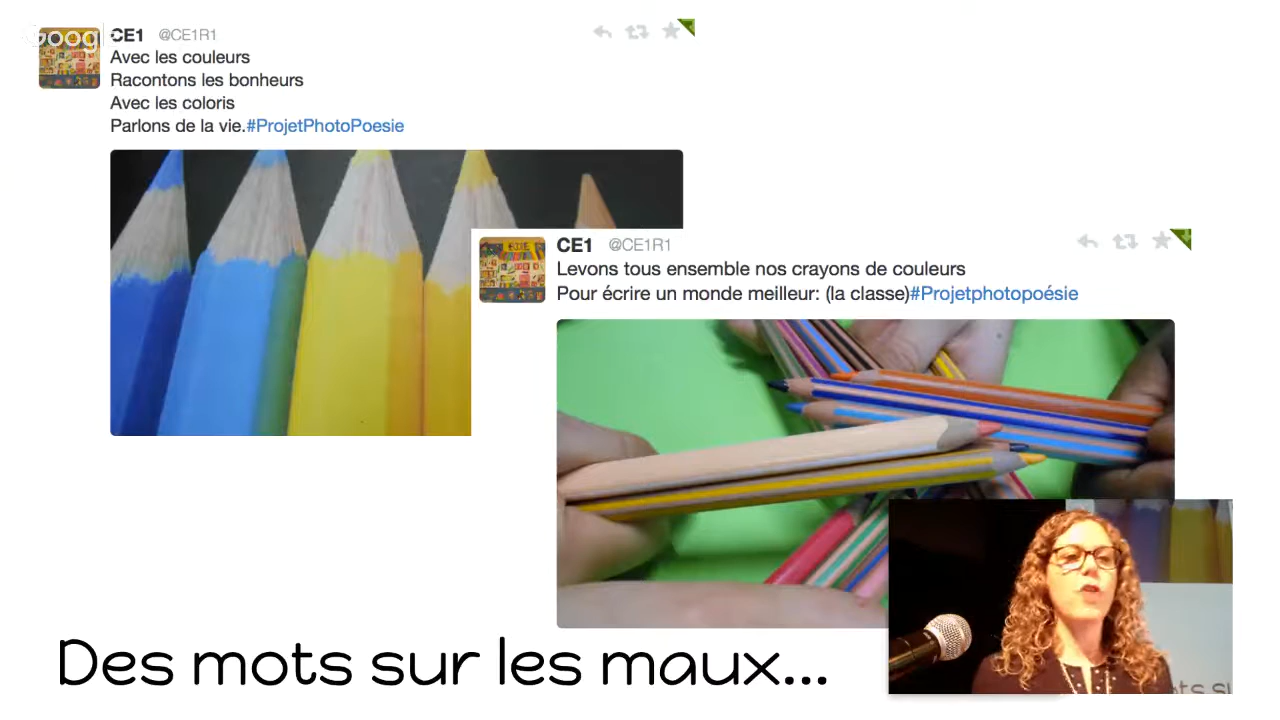 Goog
CE1 @CE1R1
Avec les couleurs
Racontons les bonheurs
Avec les coloris
Parlons de la vie.#ProjetPhotoPoesie
CE1 @CE1R1
Levons tous ensemble nos crayons de couleurs
Pour écrire un monde meilleur: (la classe)#Projetphotopoésie
Des mots sur les maux...